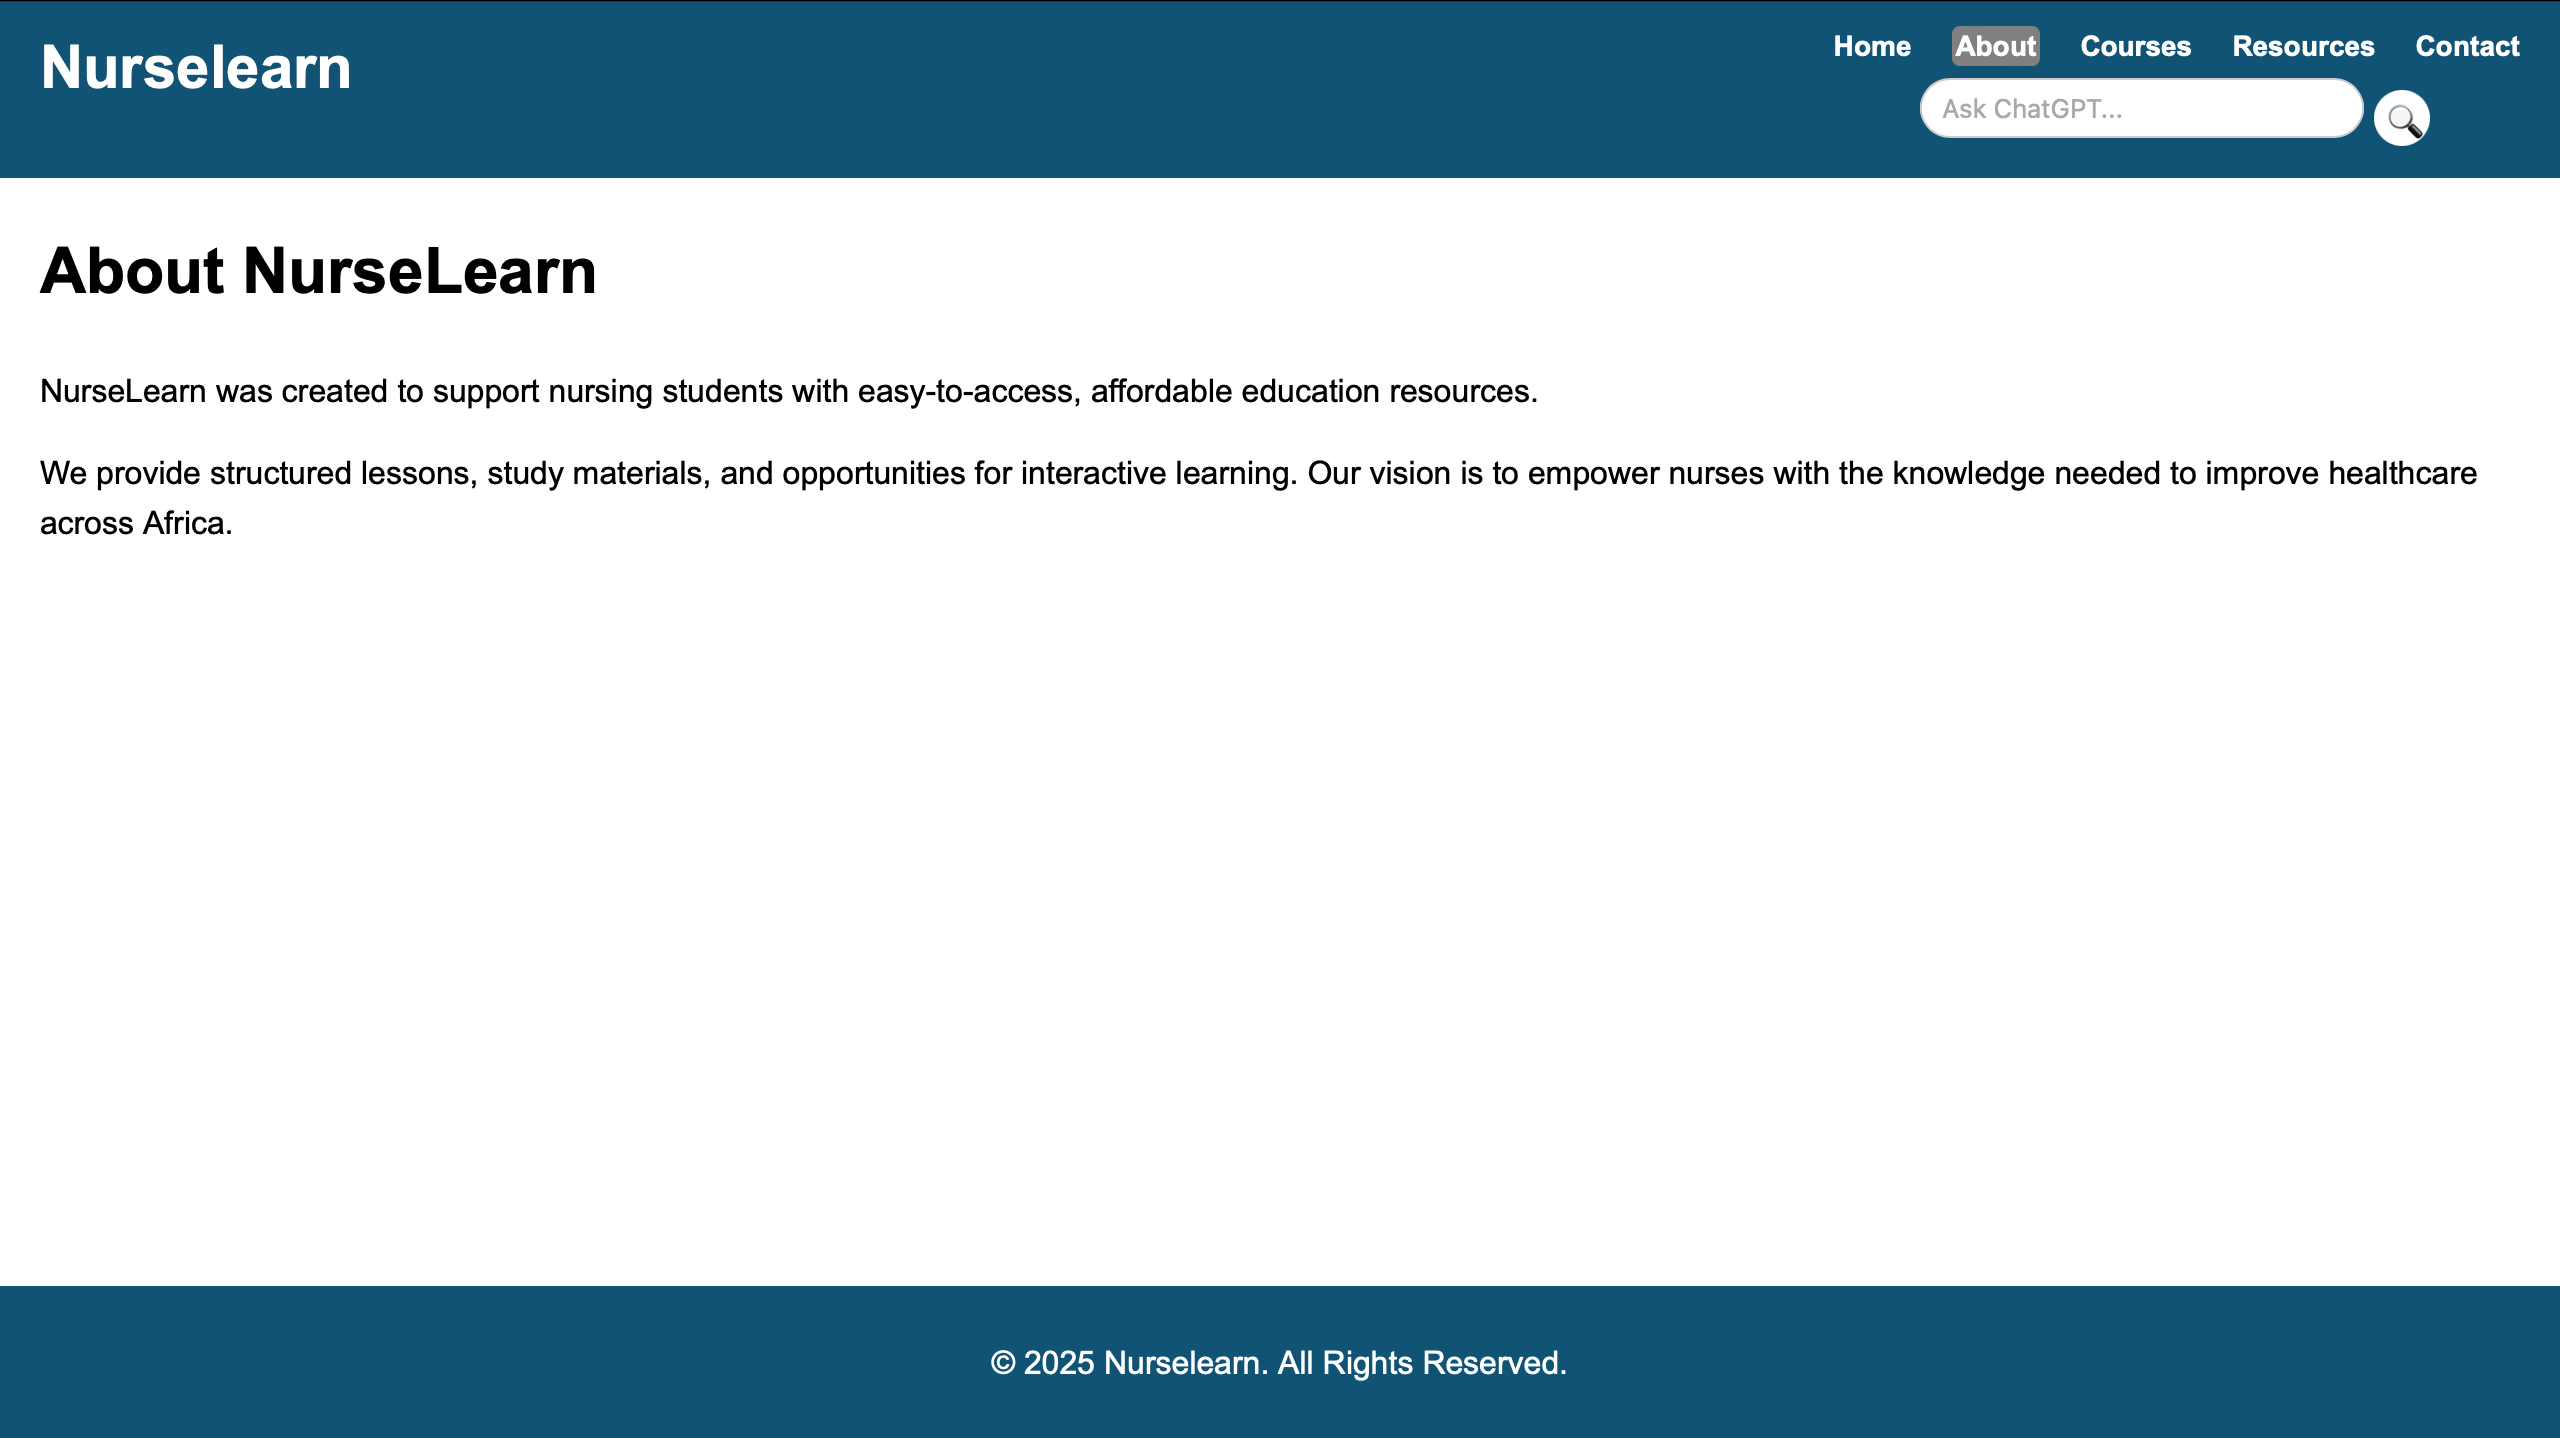 Nurselearn
Home About Courses Resources Contact
Ask ChatGPT...
About NurseLearn
NurseLearn was created to support nursing students with easy-to-access, affordable education resources.
We provide structured lessons, study materials, and opportunities for interactive learning. Our vision is to empower nurses with the knowledge needed to improve healthcare
across Africa.
© 2025 Nurselearn. All Rights Reserved.